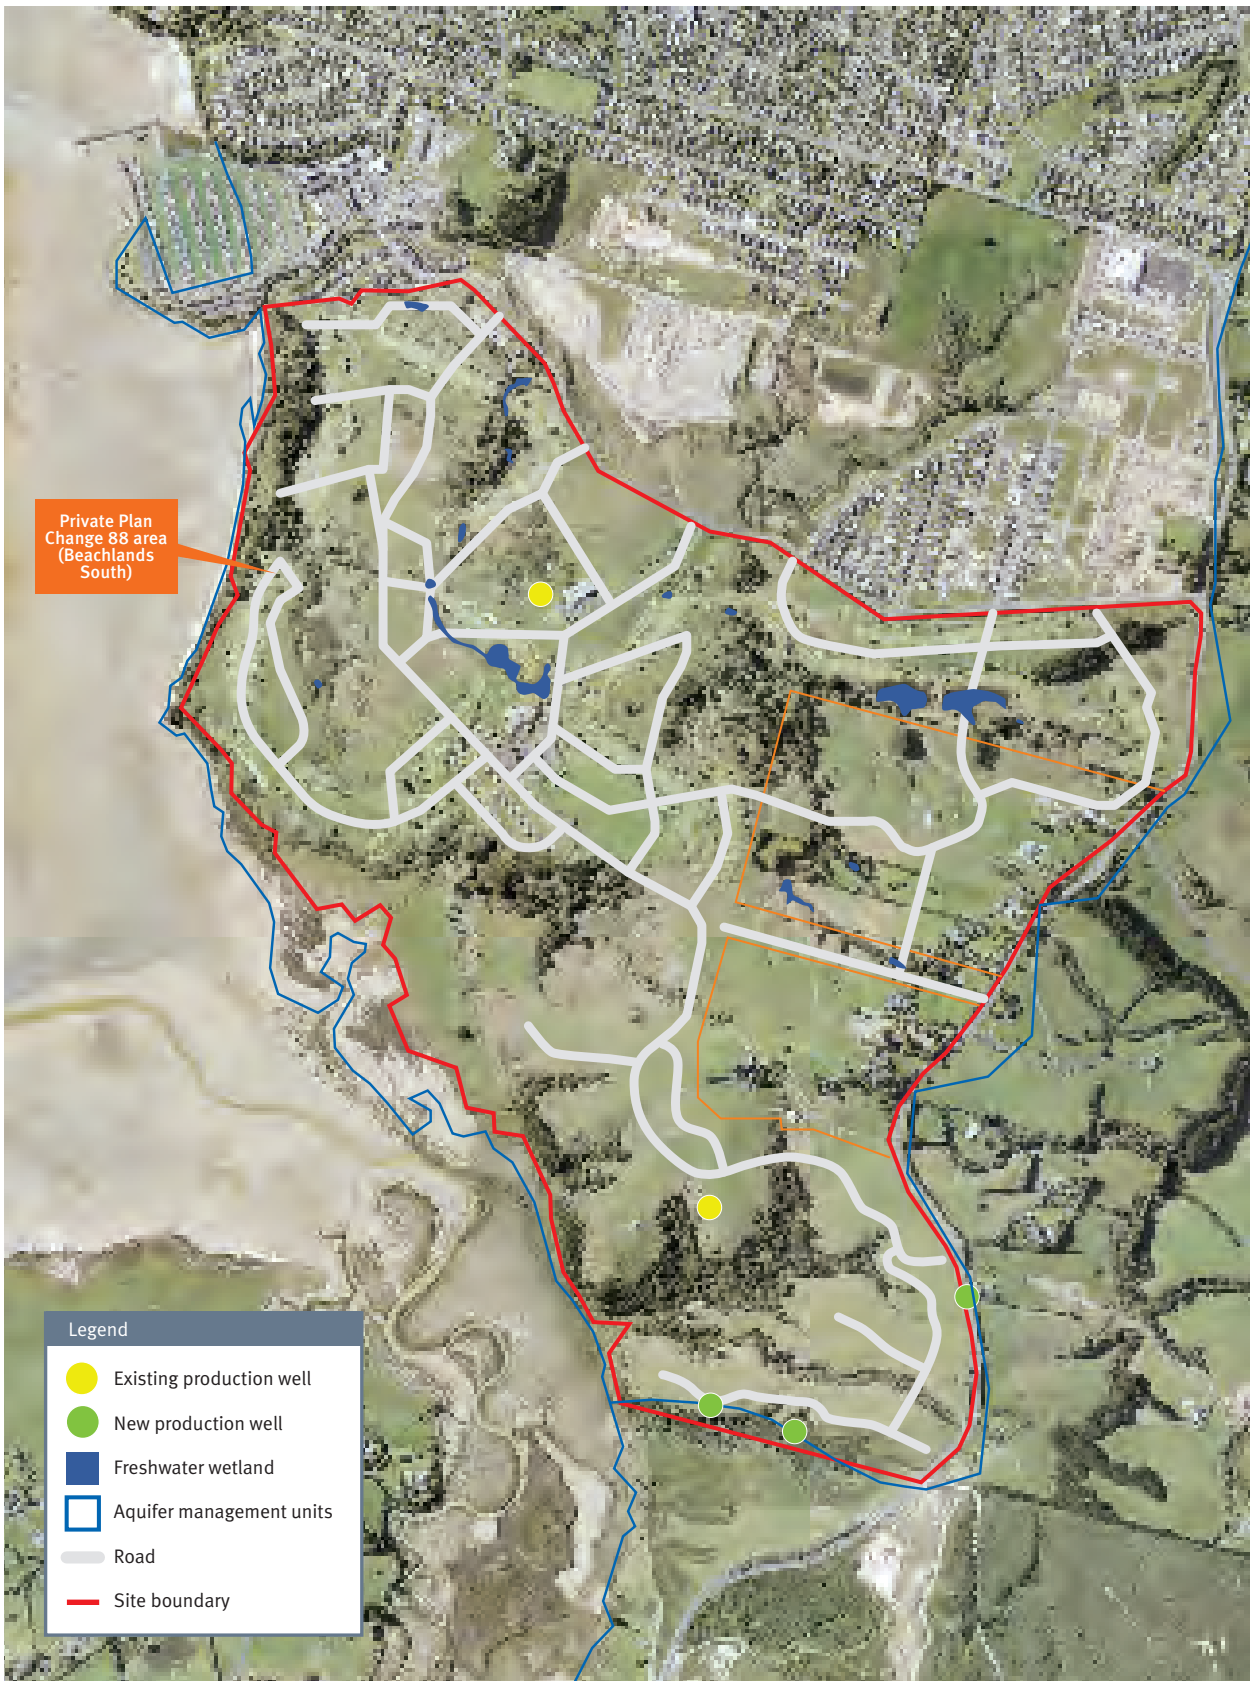 Private Plan
Change 88 area
(Beachlands
South)
Legend
Existing production well
New production well
Freshwater wetland
Aquifer management units
Road
Site boundary